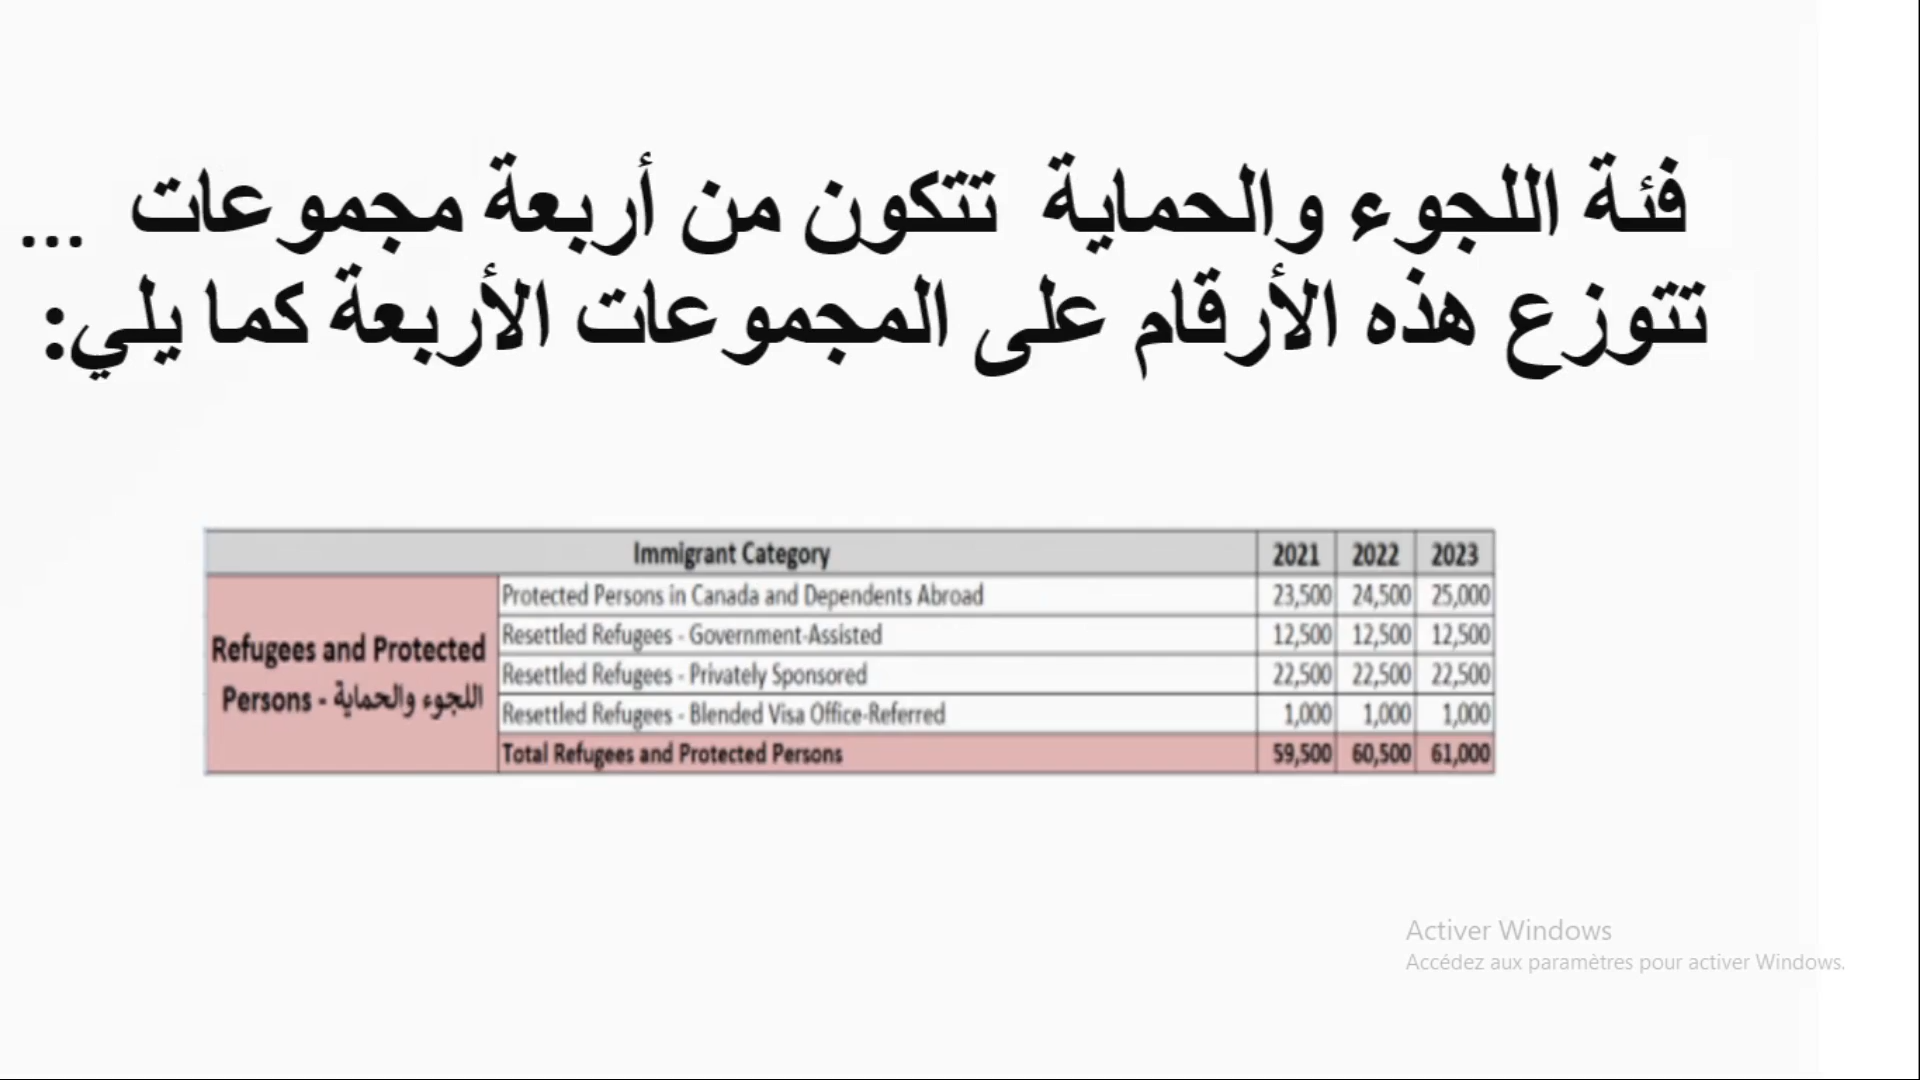 فئة اللجوء والحماية تتكون من أربعة مجموعات ...
تتوزع هذه الأرقام على المجموعات الأربعة كما يلي:
Immigrant Category 2021 2022 2023
Refugees and Protected
Persons - اللجوء والحماية
Protected Persons in Canada and Dependents Abroad 23,500 24,500 25,000
Resettled Refugees - Government-Assisted 12,500 12,500 12,500
Resettled Refugees - Privately Sponsored 22,500 22,500 22,500
Resettled Refugees - Blended Visa Office-Referred 1,000 1,000 1,000
Total Refugees and Protected Persons 59,500 60,500 61,000
Activer Windows
Accédez aux paramètres pour activer Windows.